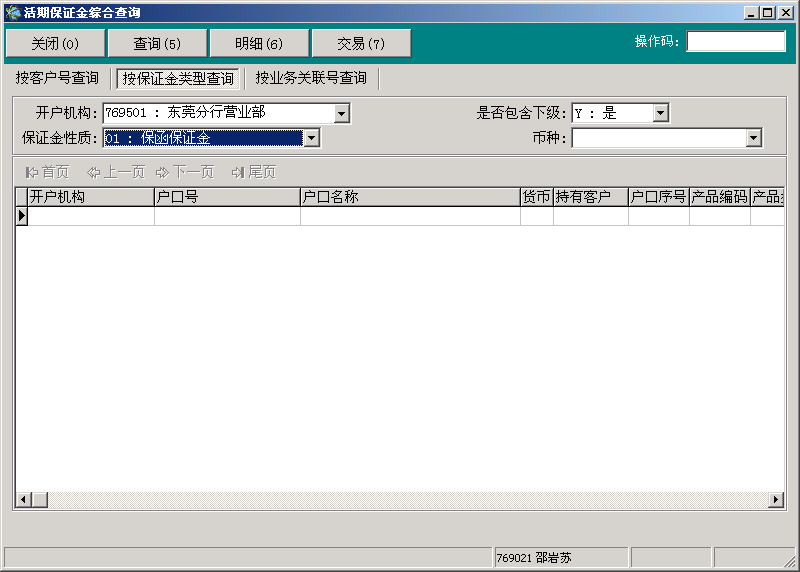 活期保证金综合查询
关闭(0) 查询(5) 明细(6) 交易(7) 操作码:
按客户号查询 按保证金类型查询 按业务关联号查询
开户机构: 769501 : 东莞分行营业部 是否包含下级: Y : 是
保证金性质: 01 : 保函保证金 币种:
首页 上一页 下一页 尾页
开户机构 户口号 户口名称 货币 持有客户 户口序号 产品编码 产品
769021 邵岩苏